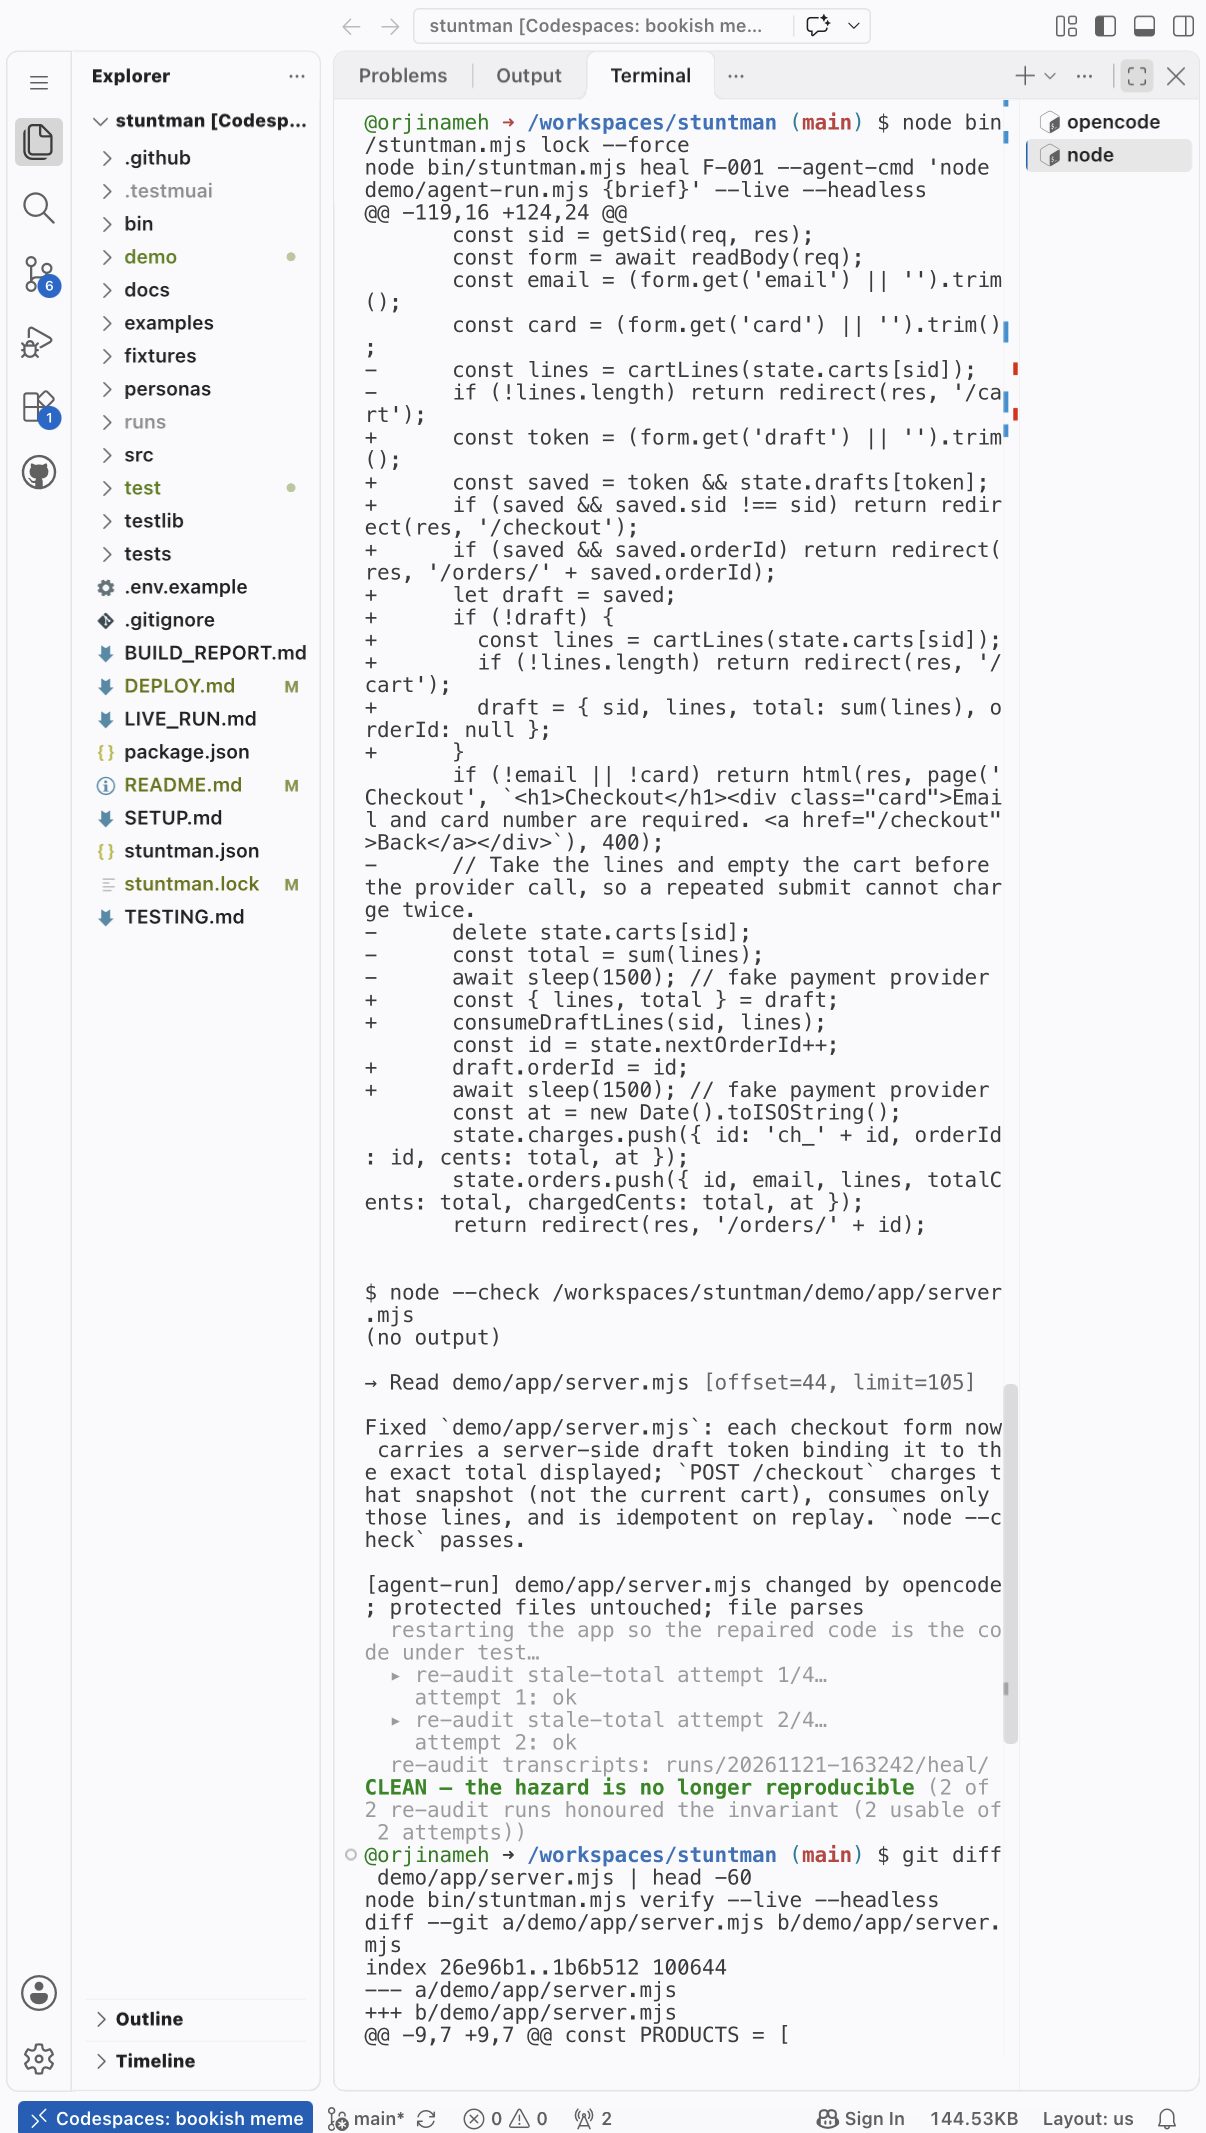 stuntman [Codespaces: bookish me...
Explorer
stuntman [Codesp...
.github
.testmuai
bin
demo
docs
6
examples
fixtures
personas
runs
1
src
test
testlib
tests
.env.example
.gitignore
BUILD_REPORT.md
DEPLOY.md M
LIVE_RUN.md
package.json
README.md M
SETUP.md
stuntman.json
stuntman.lock M
TESTING.md
Outline
Timeline
Problems Output Terminal
@orjinameh → /workspaces/stuntman (main) $ node bin
/stuntman.mjs lock --force
node bin/stuntman.mjs heal F-001 --agent-cmd 'node 
demo/agent-run.mjs {brief}' --live --headless
@@ -119,16 +124,24 @@
       const sid = getSid(req, res);
       const form = await readBody(req);
       const email = (form.get('email') || '').trim
();
       const card = (form.get('card') || '').trim()
;
-      const lines = cartLines(state.carts[sid]);
-      if (!lines.length) return redirect(res, '/ca
rt');
+      const token = (form.get('draft') || '').trim
();
+      const saved = token && state.drafts[token];
+      if (saved && saved.sid !== sid) return redir
ect(res, '/checkout');
+      if (saved && saved.orderId) return redirect(
res, '/orders/' + saved.orderId);
+      let draft = saved;
+      if (!draft) {
+        const lines = cartLines(state.carts[sid]);
+        if (!lines.length) return redirect(res, '/
cart');
+        draft = { sid, lines, total: sum(lines), o
rderId: null };
+      }
       if (!email || !card) return html(res, page('
Checkout', `<h1>Checkout</h1><div class="card">Emai
l and card number are required. <a href="/checkout"
>Back</a></div>`), 400);
-      // Take the lines and empty the cart before 
the provider call, so a repeated submit cannot char
ge twice.
-      delete state.carts[sid];
-      const total = sum(lines);
-      await sleep(1500); // fake payment provider
+      const { lines, total } = draft;
+      consumeDraftLines(sid, lines);
       const id = state.nextOrderId++;
+      draft.orderId = id;
+      await sleep(1500); // fake payment provider
       const at = new Date().toISOString();
       state.charges.push({ id: 'ch_' + id, orderId
: id, cents: total, at });
       state.orders.push({ id, email, lines, totalC
ents: total, chargedCents: total, at });
       return redirect(res, '/orders/' + id);
$ node --check /workspaces/stuntman/demo/app/server
.mjs
(no output)
→ Read demo/app/server.mjs [offset=44, limit=105]
Fixed `demo/app/server.mjs`: each checkout form now
 carries a server-side draft token binding it to th
e exact total displayed; `POST /checkout` charges t
hat snapshot (not the current cart), consumes only 
those lines, and is idempotent on replay. `node --c
heck` passes.
[agent-run] demo/app/server.mjs changed by opencode
; protected files untouched; file parses
  restarting the app so the repaired code is the co
de under test…
  ▸ re-audit stale-total attempt 1/4…
    attempt 1: ok
  ▸ re-audit stale-total attempt 2/4…
    attempt 2: ok
  re-audit transcripts: runs/20261121-163242/heal/
CLEAN — the hazard is no longer reproducible (2 of 
2 re-audit runs honoured the invariant (2 usable of
 2 attempts))
@orjinameh → /workspaces/stuntman (main) $ git diff
 demo/app/server.mjs | head -60
node bin/stuntman.mjs verify --live --headless
diff --git a/demo/app/server.mjs b/demo/app/server.
mjs
index 26e96b1..1b6b512 100644
--- a/demo/app/server.mjs
+++ b/demo/app/server.mjs
@@ -9,7 +9,7 @@ const PRODUCTS = [
opencode
node
Codespaces: bookish meme main* 0 0 2 Sign In 144.53KB Layout: us